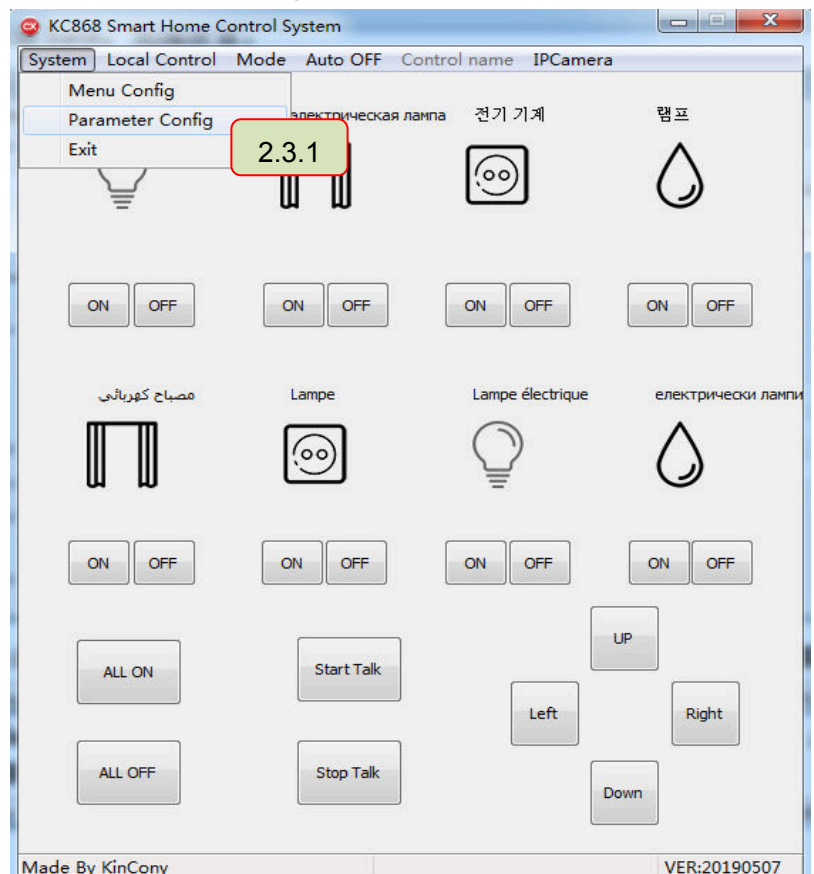 KC868 Smart Home Control System
System Local Control Mode Auto OFF Control name IPCamera
Menu Config
Parameter Config
Exit
2.3.1
электрическая лампа 전기 기계 램프
ON OFF ON OFF ON OFF ON OFF
مصباح كهربائي Lampe Lampe électrique електрически лампи
ON OFF ON OFF ON OFF ON OFF
UP
ALL ON Start Talk
Left Right
ALL OFF Stop Talk
Down
Made By KinCony VER:20190507